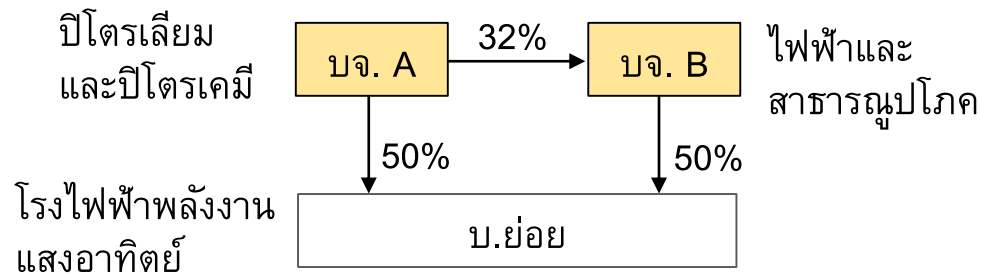 ปิโตรเลียม
และปิโตรเคมี
บจ. A
32%
บจ. B
ไฟฟ้าและ
สาธารณูปโภค
50%
50%
โรงไฟฟ้าพลังงาน
แสงอาทิตย์
บ.ย่อย